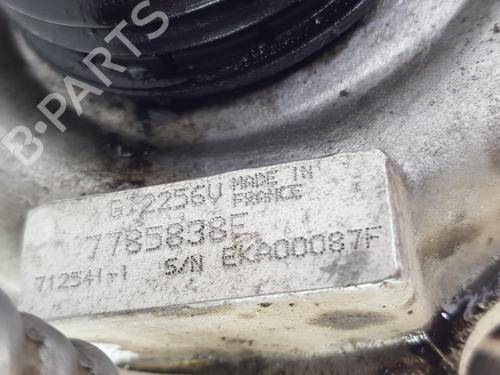 B-PARTS
GT2256V MADE IN
FRANCE
7785838F
712541-1 S/N EKA00087F